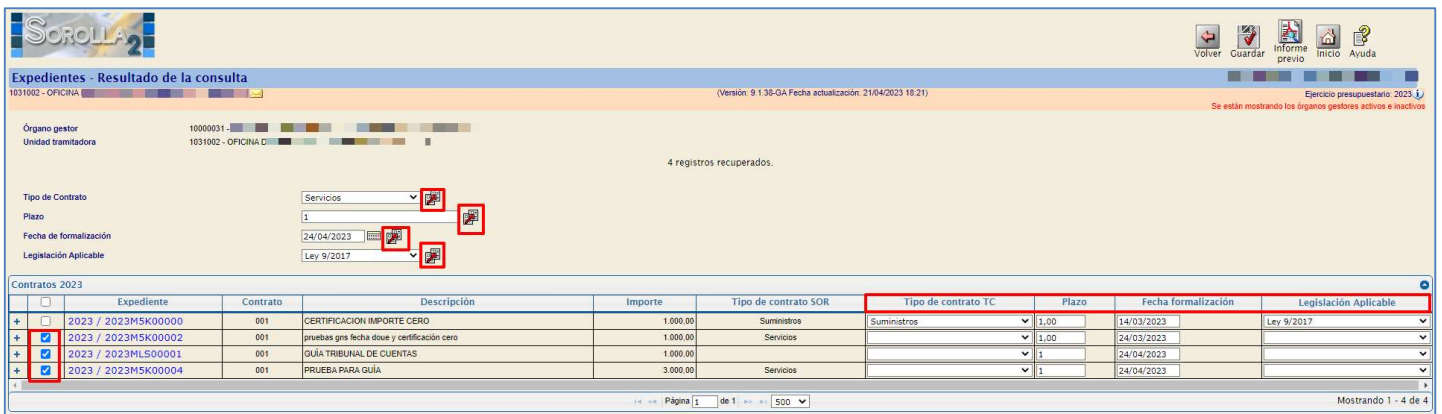 SOROLLA2
Volver Guardar Informe previo Inicio Ayuda
Expedientes - Resultado de la consulta
1031002 - OFICINA (Versión: 9.1.38-GA Fecha actualización: 21/04/2023 18:21) Ejercicio presupuestario: 2023
Se están mostrando los órganos gestores activos e inactivos
Órgano gestor 10000031 -
Unidad tramitadora 1031002 - OFICINA D
4 registros recuperados.
Tipo de Contrato Servicios
Plazo 1
Fecha de formalización 24/04/2023
Legislación Aplicable Ley 9/2017
Contratos 2023
Expediente Contrato Descripción Importe Tipo de contrato SOR Tipo de contrato TC Plazo Fecha formalización Legislación Aplicable
+ 2023 / 2023M5K00000 001 CERTIFICACION IMPORTE CERO 1.000,00 Suministros Suministros 1,00 14/03/2023 Ley 9/2017
+ 2023 / 2023M5K00002 001 pruebas gns fecha doue y certificación cero 1.000,00 Servicios 1,00 24/03/2023
+ 2023 / 2023MLS00001 001 GUÍA TRIBUNAL DE CUENTAS 1.000,00 1 24/04/2023
+ 2023 / 2023M5K00004 001 PRUEBA PARA GUÍA 3.000,00 Servicios 1 24/04/2023
Página 1 de 1 500 Mostrando 1 - 4 de 4